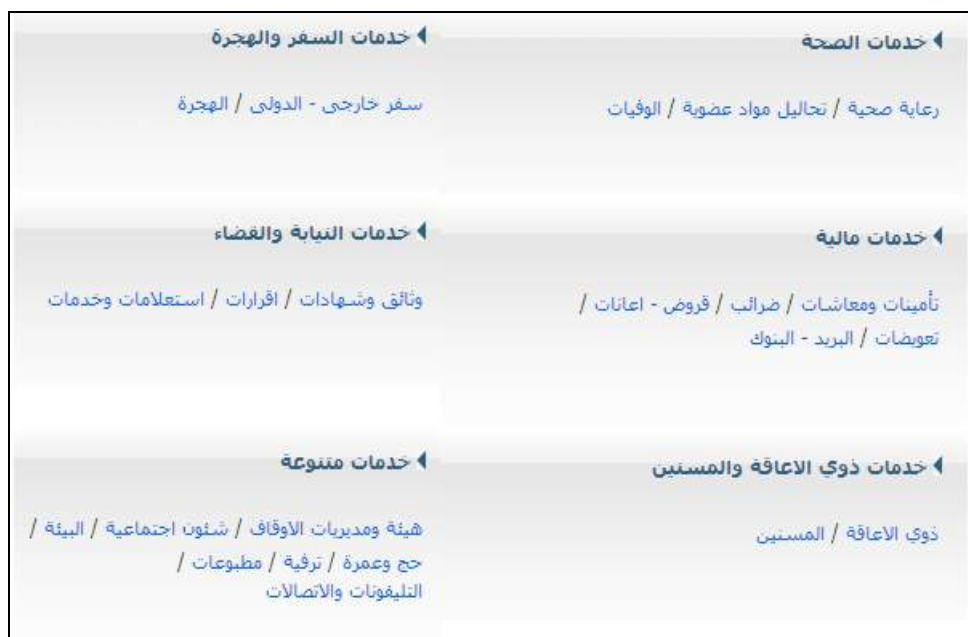 خدمات الصحة
رعاية صحية / تحاليل مواد عضوية / الوفيات
خدمات السفر والهجرة
سفر خارجى - الدولى / الهجرة
خدمات مالية
تأمينات ومعاشات / ضرائب / قروض - اعانات /
تعويضات / البريد - البنوك
خدمات النيابة والقضاء
وثائق وشهادات / اقرارات / استعلامات وخدمات
خدمات ذوي الاعاقة والمسنين
ذوي الاعاقة / المسنين
خدمات متنوعة
هيئة ومديريات الاوقاف / شئون اجتماعية / البيئة /
حج وعمرة / ترفية / مطبوعات /
التليفونات والاتصالات